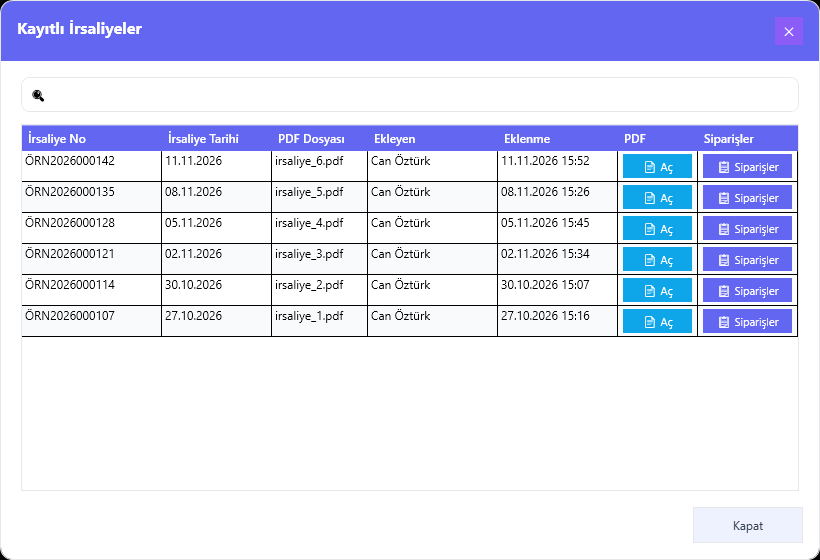 Kayıtlı İrsaliyeler
İrsaliye No İrsaliye Tarihi PDF Dosyası Ekleyen Eklenme PDF Siparişler
ÖRN2026000142 11.11.2026 irsaliye_6.pdf Can Öztürk 11.11.2026 15:52 Aç Siparişler
ÖRN2026000135 08.11.2026 irsaliye_5.pdf Can Öztürk 08.11.2026 15:26 Aç Siparişler
ÖRN2026000128 05.11.2026 irsaliye_4.pdf Can Öztürk 05.11.2026 15:45 Aç Siparişler
ÖRN2026000121 02.11.2026 irsaliye_3.pdf Can Öztürk 02.11.2026 15:34 Aç Siparişler
ÖRN2026000114 30.10.2026 irsaliye_2.pdf Can Öztürk 30.10.2026 15:07 Aç Siparişler
ÖRN2026000107 27.10.2026 irsaliye_1.pdf Can Öztürk 27.10.2026 15:16 Aç Siparişler
Kapat